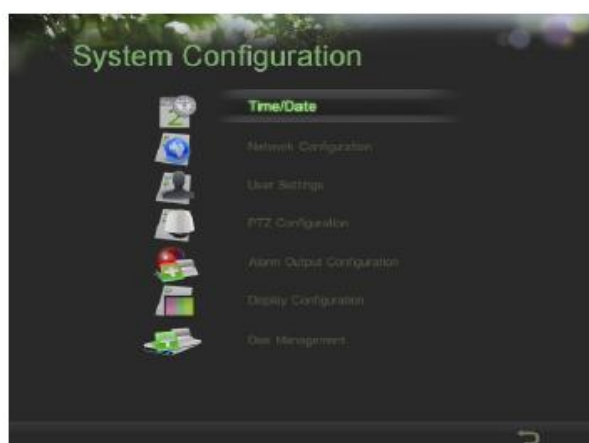 System Configuration
Time/Date
Network Configuration
User Settings
PTZ Configuration
Alarm Output Configuration
Display Configuration
Disk Management